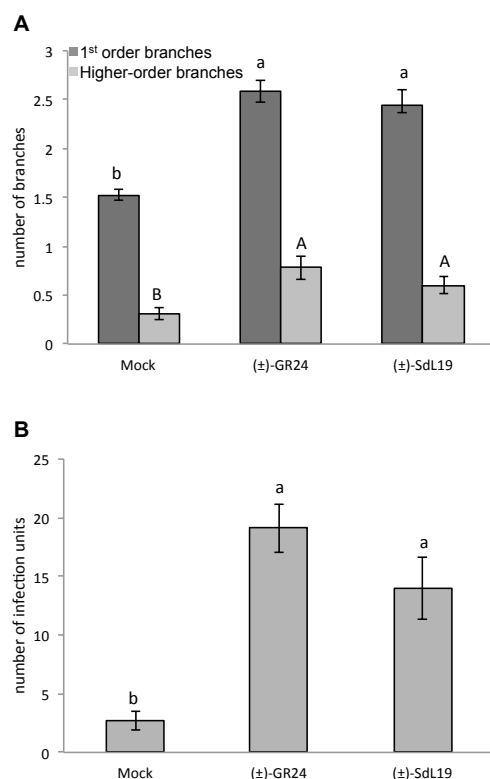 A
1st order branches
Higher-order branches
number of branches
3
2.5
2
1.5
1
0.5
0
b
B
a
A
a
A
Mock
(±)-GR24
(±)-SdL19
B
number of infection units
25
20
15
10
5
0
b
a
a
Mock
(±)-GR24
(±)-SdL19